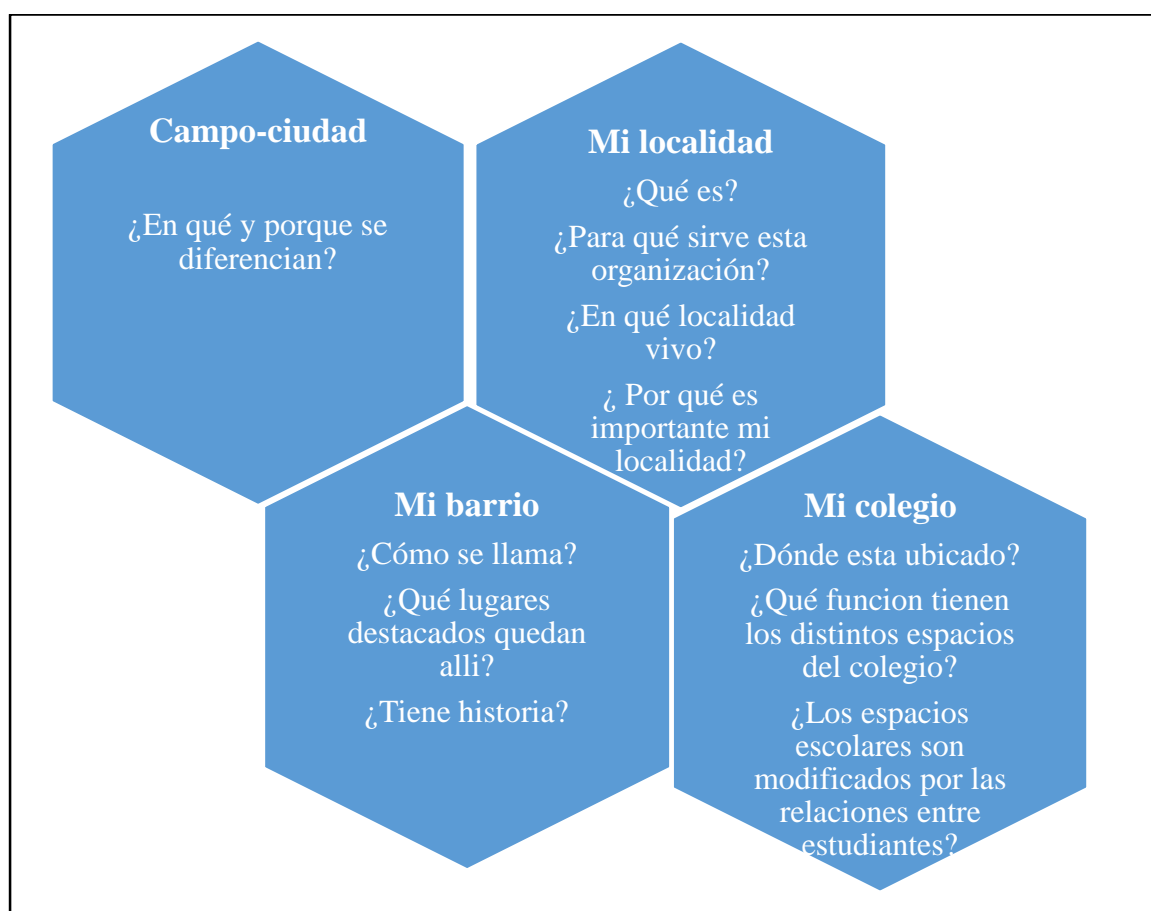 Campo-ciudad
¿En qué y porque se
diferencian?
Mi localidad
¿Qué es?
¿Para qué sirve esta
organización?
¿En qué localidad
vivo?
¿ Por qué es
importante mi
localidad?
Mi barrio
¿Cómo se llama?
¿Qué lugares
destacados quedan
alli?
¿Tiene historia?
Mi colegio
¿Dónde esta ubicado?
¿Qué funcion tienen
los distintos espacios
del colegio?
¿Los espacios
escolares son
modificados por las
relaciones entre
estudiantes?